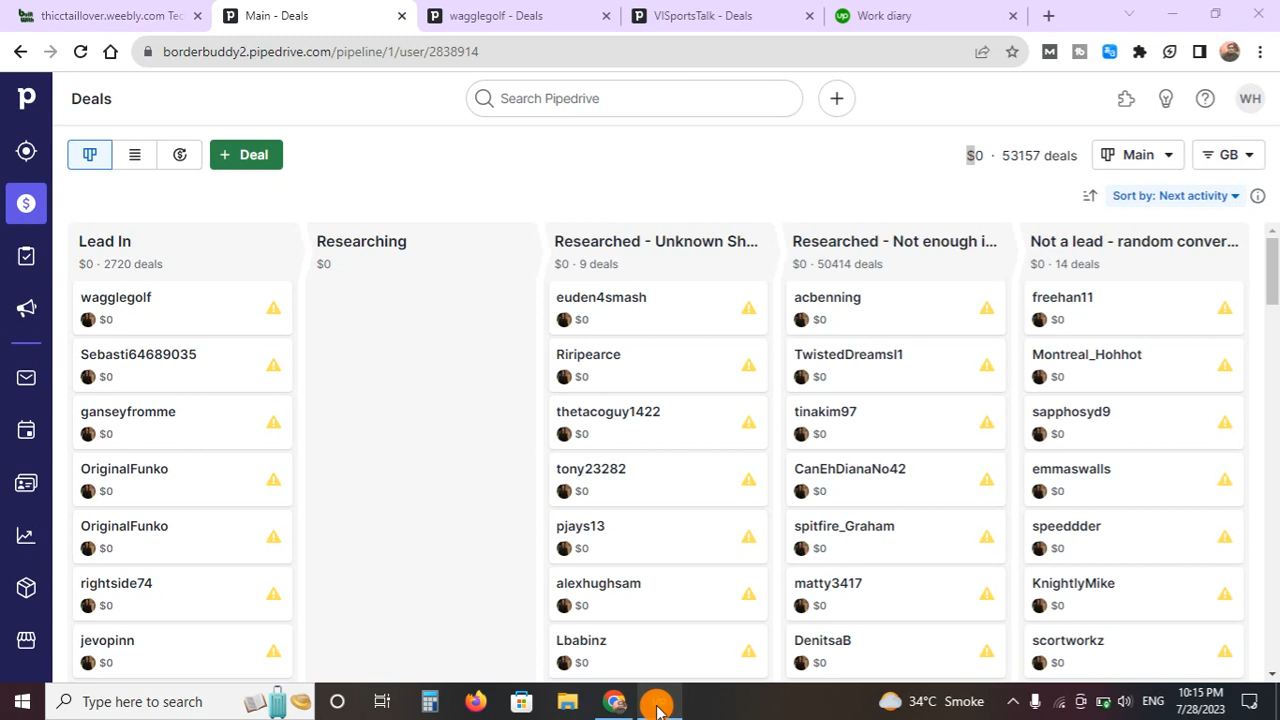 thicctaillover.weebly.com Tec
Main - Deals
wagglegolf - Deals
VISportsTalk - Deals
Work diary
borderbuddy2.pipedrive.com/pipeline/1/user/2838914
Deals
Search Pipedrive
WH
Deal
$0 · 53157 deals
Main
GB
Sort by: Next activity
Lead In
$0 · 2720 deals
wagglegolf
$0
Sebasti64689035
$0
ganseyfromme
$0
OriginalFunko
$0
OriginalFunko
$0
rightside74
$0
jevopinn
$0
Researching
$0
Researched - Unknown Sh...
$0 · 9 deals
euden4smash
$0
Riripearce
$0
thetacoguy1422
$0
tony23282
$0
pjays13
$0
alexhughsam
$0
Lbabinz
$0
Researched - Not enough i...
$0 · 50414 deals
acbenning
$0
TwistedDreamsl1
$0
tinakim97
$0
CanEhDianaNo42
$0
spitfire_Graham
$0
matty3417
$0
DenitsaB
$0
Not a lead - random conver...
$0 · 14 deals
freehan11
$0
Montreal_Hohhot
$0
sapphosyd9
$0
emmaswalls
$0
speeddder
$0
KnightlyMike
$0
scortworkz
$0
Type here to search
34°C Smoke
ENG
10:15 PM
7/28/2023